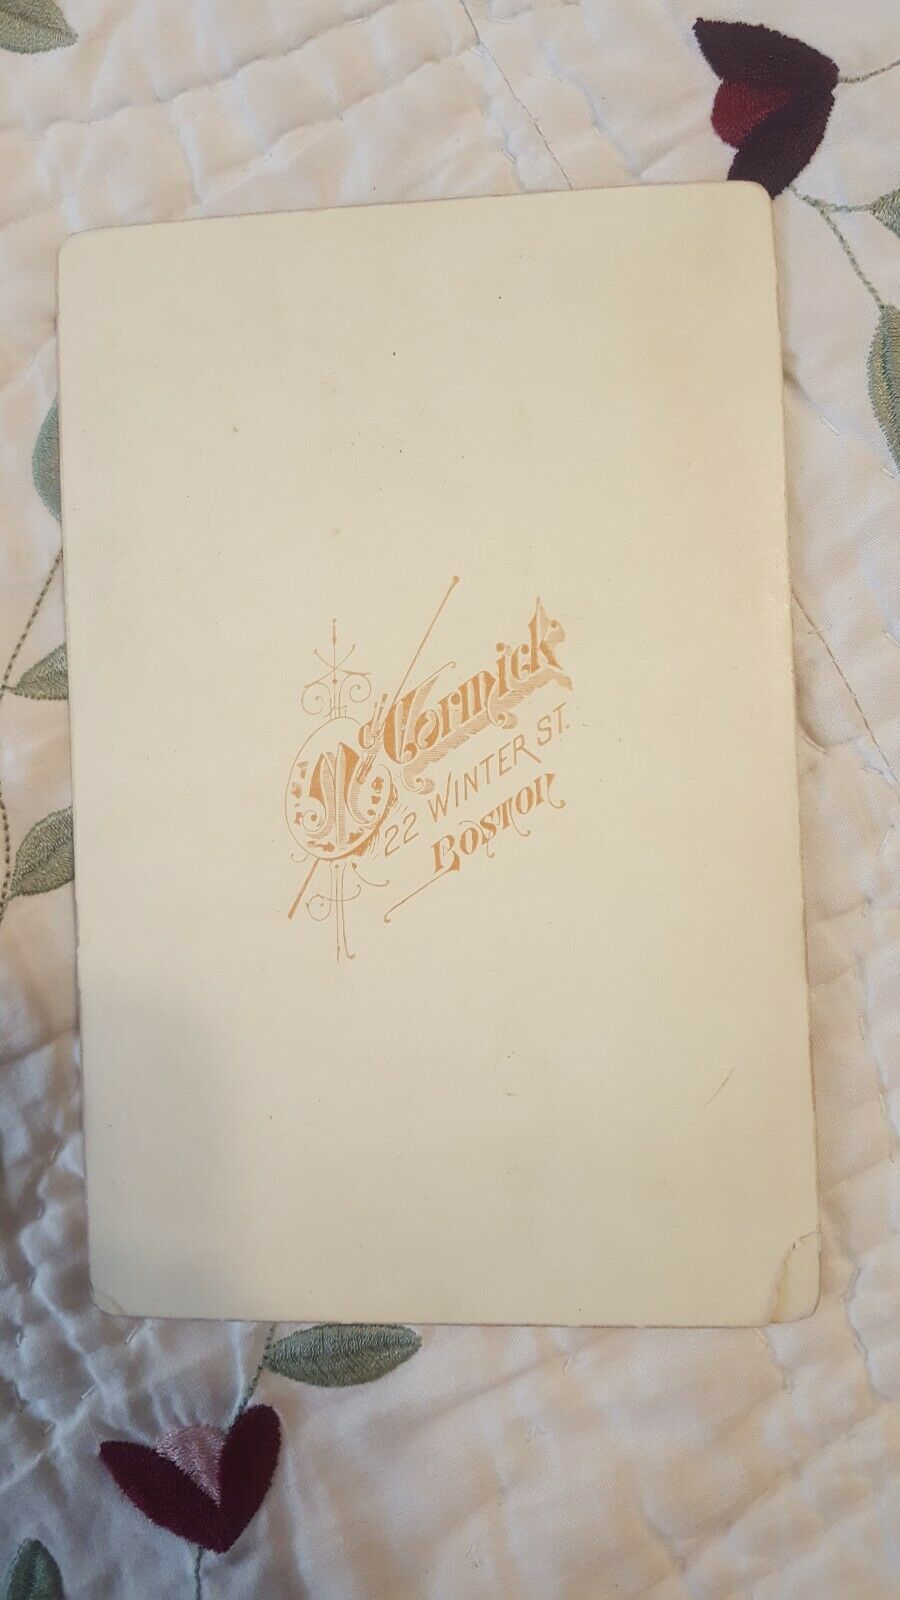 McCormick
22 WINTER ST.
BOSTON